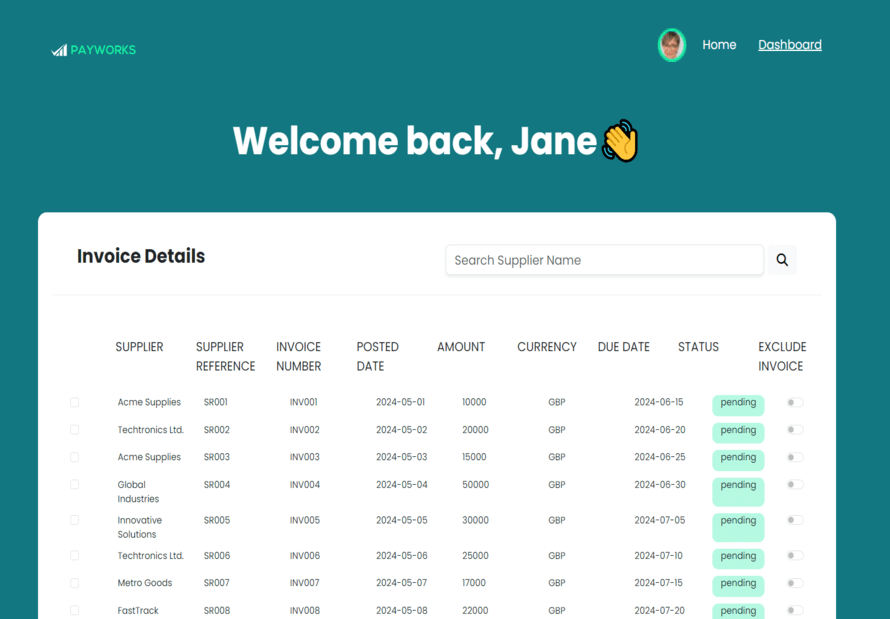 PAYWORKS
Home Dashboard
Welcome back, Jane
Invoice Details
Search Supplier Name
SUPPLIER SUPPLIER REFERENCE INVOICE NUMBER POSTED DATE AMOUNT CURRENCY DUE DATE STATUS EXCLUDE INVOICE
Acme Supplies SR001 INV001 2024-05-01 10000 GBP 2024-06-15 pending
Techtronics Ltd. SR002 INV002 2024-05-02 20000 GBP 2024-06-20 pending
Acme Supplies SR003 INV003 2024-05-03 15000 GBP 2024-06-25 pending
Global Industries SR004 INV004 2024-05-04 50000 GBP 2024-06-30 pending
Innovative Solutions SR005 INV005 2024-05-05 30000 GBP 2024-07-05 pending
Techtronics Ltd. SR006 INV006 2024-05-06 25000 GBP 2024-07-10 pending
Metro Goods SR007 INV007 2024-05-07 17000 GBP 2024-07-15 pending
FastTrack SR008 INV008 2024-05-08 22000 GBP 2024-07-20 pending